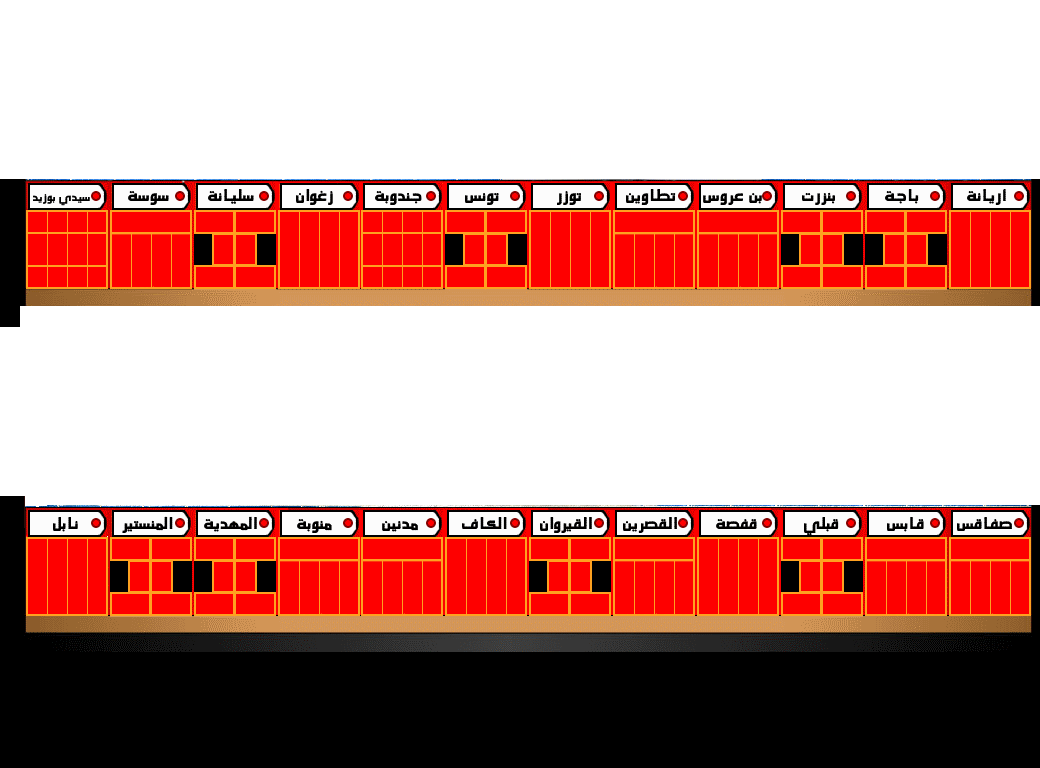 أريانة باجة بنزرت بن عروس تطاوين توزر تونس جندوبة زغوان سليانة سوسة سيدي بوزيد
صفاقس قابس قبلي قفصة القصرين القيروان الكاف مدنين منوبة المهدية المنستير نابل